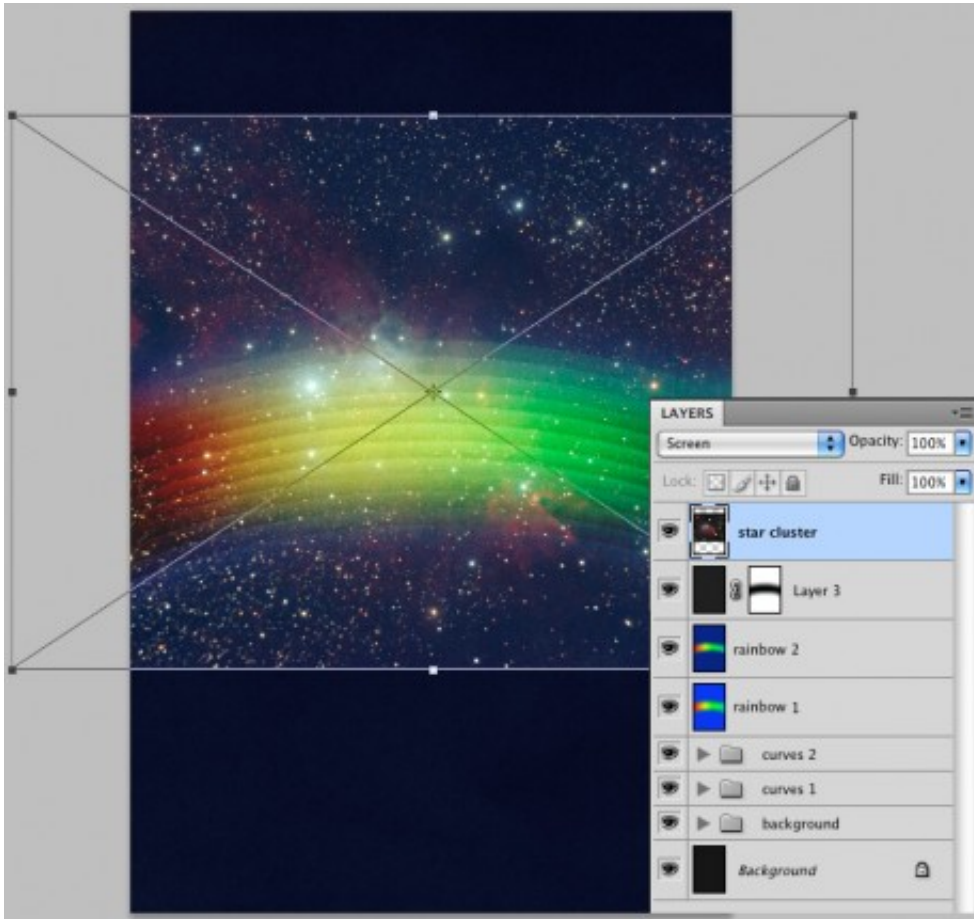 LAYERS
Screen Opacity: 100%
Lock: Fill: 100%
star cluster
Layer 3
rainbow 2
rainbow 1
curves 2
curves 1
background
Background